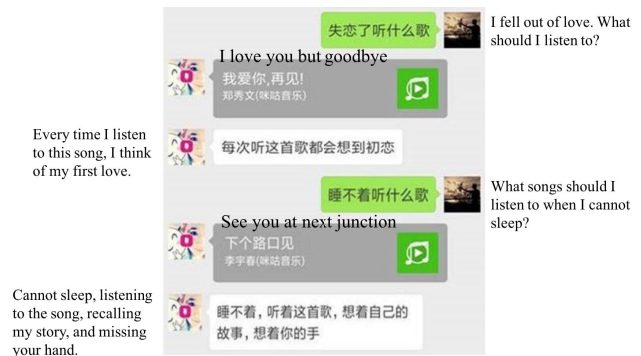 失恋了听什么歌
I fell out of love. What
should I listen to?
I love you but goodbye
我爱你,再见!
郑秀文(咪咕音乐)
Every time I listen
to this song, I think
of my first love.
每次听这首歌都会想到初恋
睡不着听什么歌
What songs should I
listen to when I cannot
sleep?
See you at next junction
下个路口见
李宇春(咪咕音乐)
Cannot sleep, listening
to the song, recalling
my story, and missing
your hand.
睡不着，听着这首歌，想着自己的
故事，想着你的手